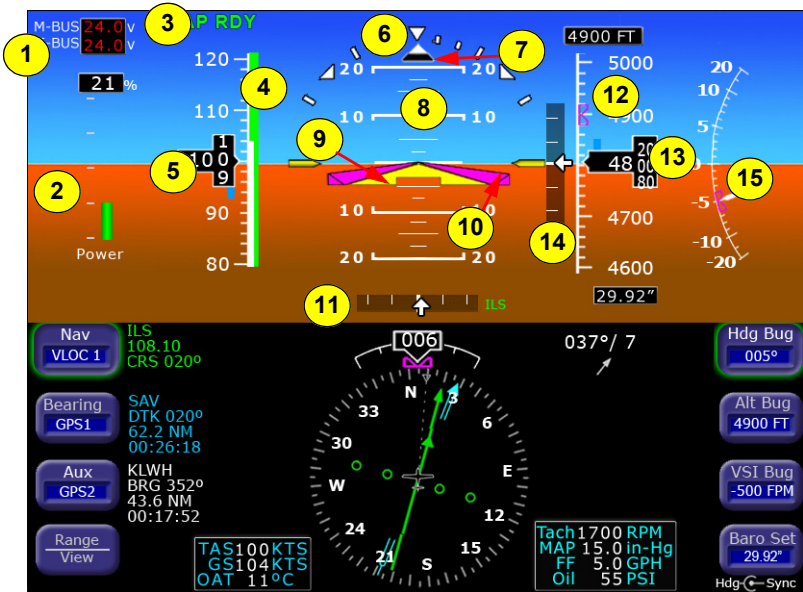 M-BUS 24.0 V
-BUS 24.0 V
1
2
3
AP RDY
21 %
Power
120
110
100
90
80
1
9
4
5
6
7
8
9
10
11
20 20
10 10
10 10
20 20
ILS
4900 FT
5000
4900
48
20
00
80
4700
4600
29.92"
12
13
14
15
20
10
5
0
-5
-10
-20
Nav
VLOC 1
ILS
108.10
CRS 020º
Bearing
GPS1
SAV
DTK 020º
62.2 NM
00:26:18
Aux
GPS2
KLWH
BRG 352º
43.6 NM
00:17:52
Range
View
006
037°/ 7
N
3
6
E
12
15
S
21
24
W
30
33
TAS 100 KTS
GS 104 KTS
OAT 11ºC
Tach 1700 RPM
MAP 15.0 in-Hg
FF 5.0 GPH
Oil 55 PSI
Hdg Bug
005º
Alt Bug
4900 FT
VSI Bug
-500 FPM
Baro Set
29.92"
Hdg Sync